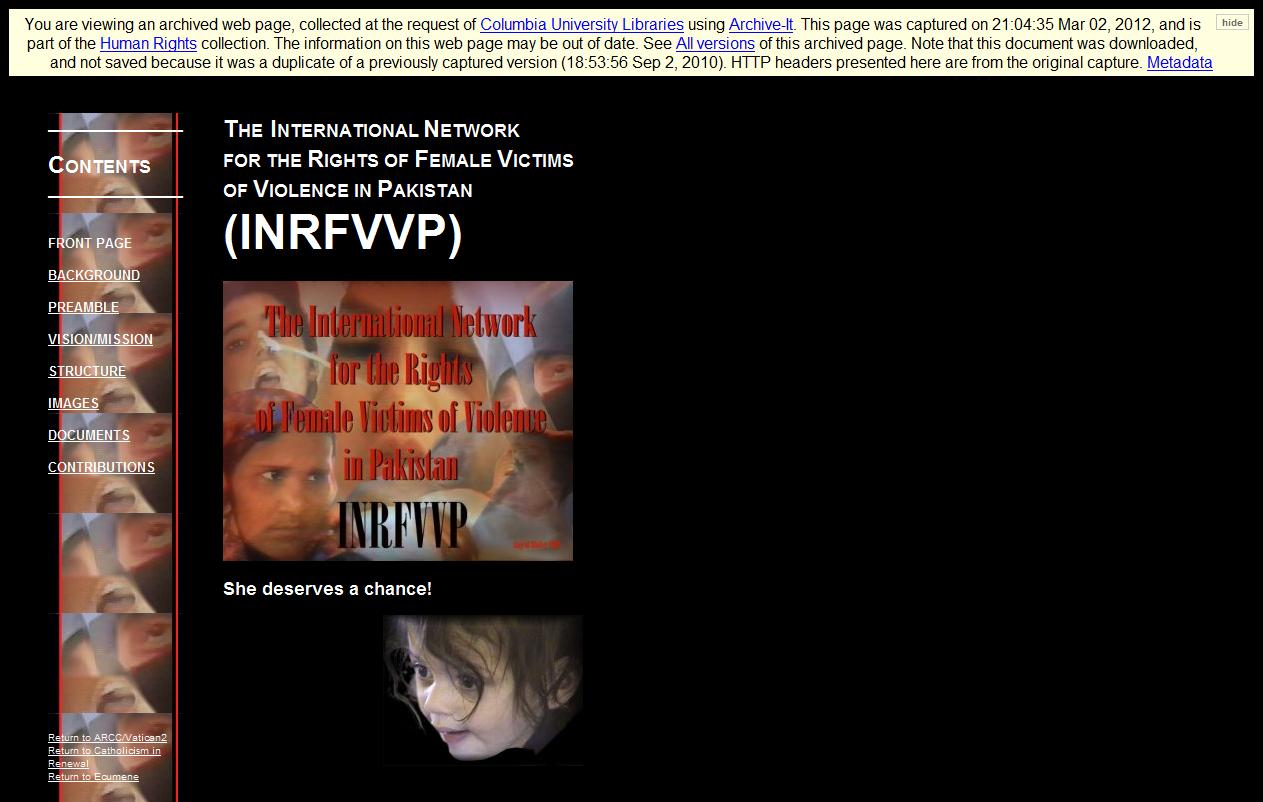 You are viewing an archived web page, collected at the request of Columbia University Libraries using Archive-It. This page was captured on 21:04:35 Mar 02, 2012, and is
part of the Human Rights collection. The information on this web page may be out of date. See All versions of this archived page. Note that this document was downloaded,
and not saved because it was a duplicate of a previously captured version (18:53:56 Sep 2, 2010). HTTP headers presented here are from the original capture. Metadata
hide
CONTENTS
FRONT PAGE
BACKGROUND
PREAMBLE
VISION/MISSION
STRUCTURE
IMAGES
DOCUMENTS
CONTRIBUTIONS
Return to ARCC/Vatican2
Return to Catholicism in
Renewal
Return to Ecumene
THE INTERNATIONAL NETWORK
FOR THE RIGHTS OF FEMALE VICTIMS
OF VIOLENCE IN PAKISTAN
(INRFVVP)
The International Network
for the Rights
of Female Victims of Violence
in Pakistan
INRFVVP
She deserves a chance!